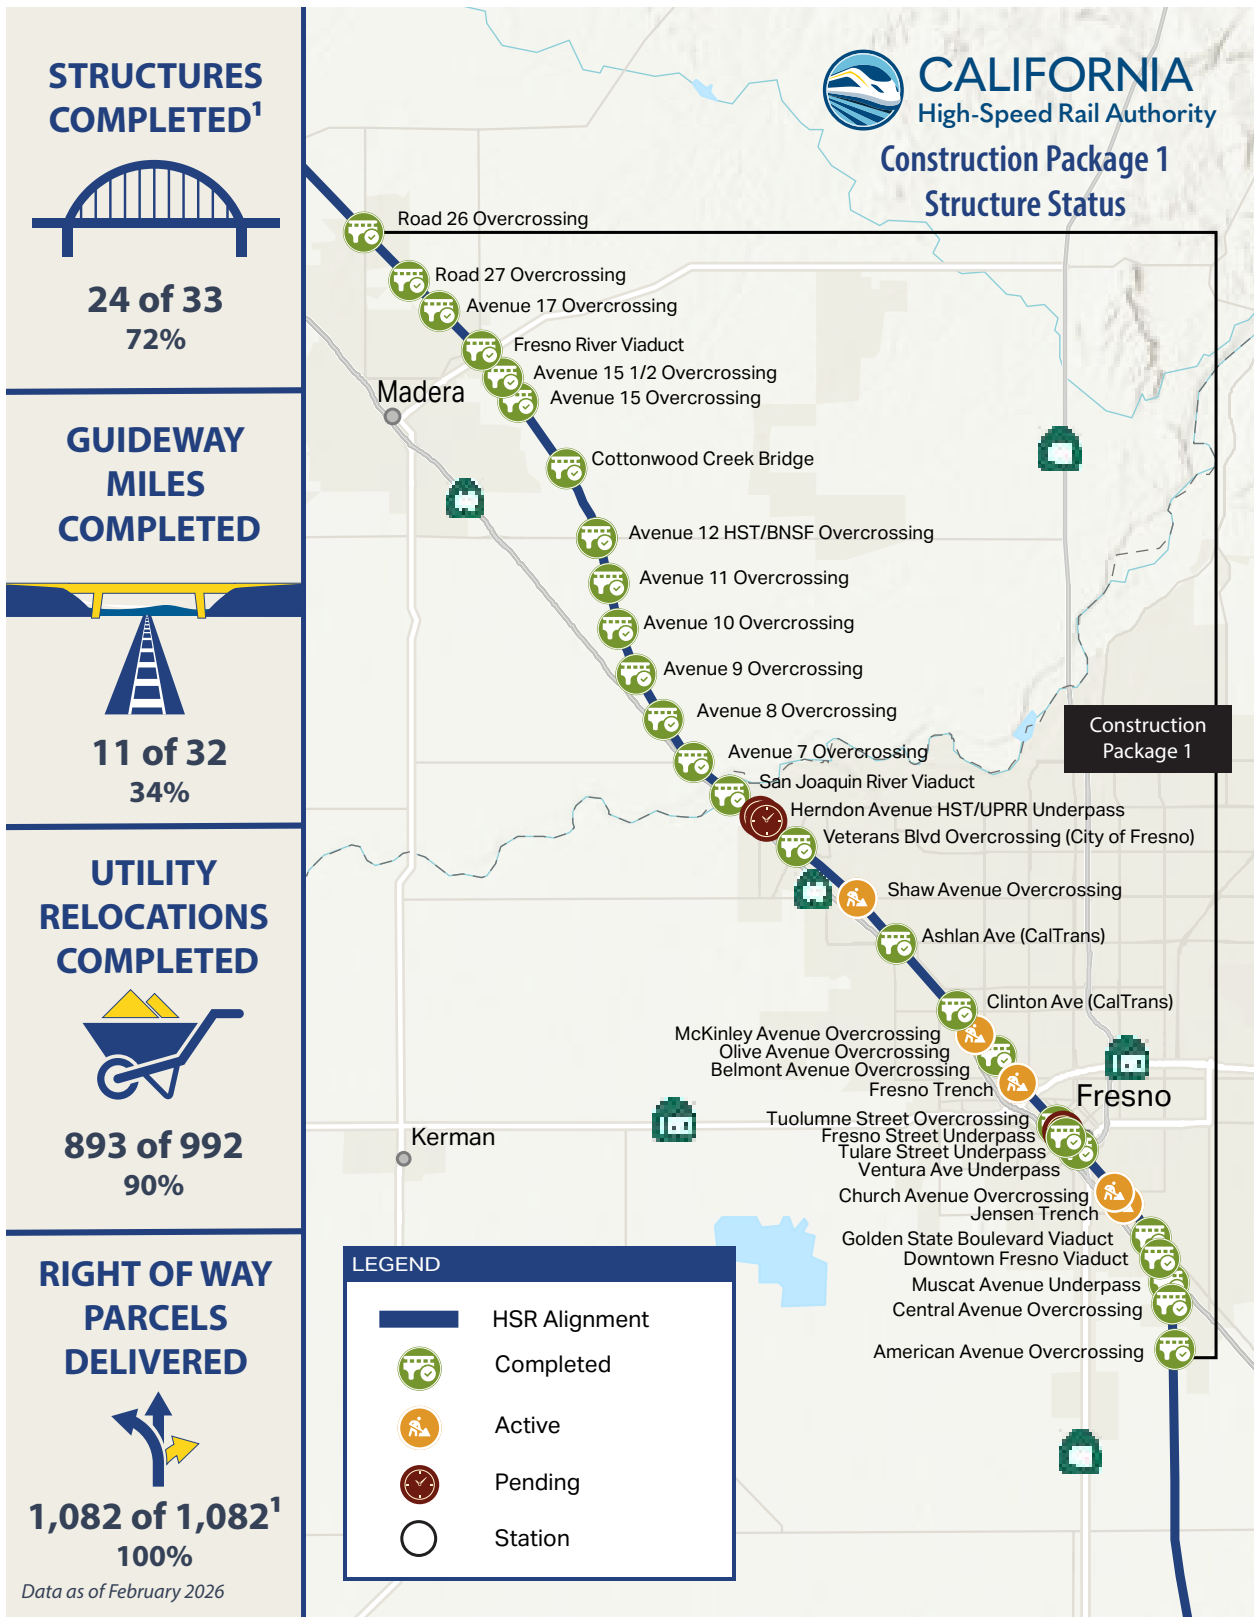 STRUCTURES
COMPLETED¹
24 of 33
72%
GUIDEWAY
MILES
COMPLETED
11 of 32
34%
UTILITY
RELOCATIONS
COMPLETED
893 of 992
90%
RIGHT OF WAY
PARCELS
DELIVERED
1,082 of 1,082¹
100%
Data as of February 2026
CALIFORNIA
High-Speed Rail Authority
Construction Package 1
Structure Status
Road 26 Overcrossing
Road 27 Overcrossing
Avenue 17 Overcrossing
Fresno River Viaduct
Avenue 15 1/2 Overcrossing
Madera
Avenue 15 Overcrossing
Cottonwood Creek Bridge
Avenue 12 HST/BNSF Overcrossing
Avenue 11 Overcrossing
Avenue 10 Overcrossing
Avenue 9 Overcrossing
Avenue 8 Overcrossing
Construction
Package 1
Avenue 7 Overcrossing
San Joaquin River Viaduct
Herndon Avenue HST/UPRR Underpass
Veterans Blvd Overcrossing (City of Fresno)
Shaw Avenue Overcrossing
Ashlan Ave (CalTrans)
Clinton Ave (CalTrans)
McKinley Avenue Overcrossing
Olive Avenue Overcrossing
Belmont Avenue Overcrossing
Fresno Trench
Fresno
Tuolumne Street Overcrossing
Fresno Street Underpass
Kerman
Tulare Street Underpass
Ventura Ave Underpass
Church Avenue Overcrossing
Jensen Trench
Golden State Boulevard Viaduct
Downtown Fresno Viaduct
Muscat Avenue Underpass
Central Avenue Overcrossing
American Avenue Overcrossing
LEGEND
HSR Alignment
Completed
Active
Pending
Station